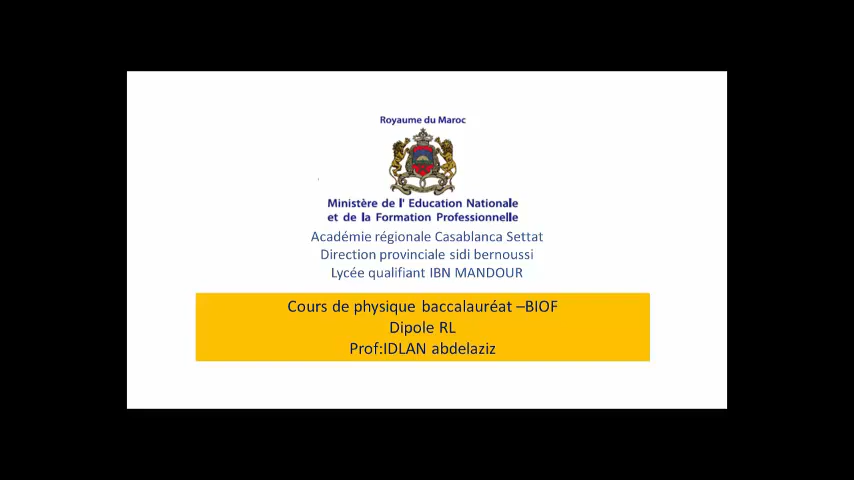 Royaume du Maroc
Ministère de l' Education Nationale
et de la Formation Professionnelle
Académie régionale Casablanca Settat
Direction provinciale sidi bernoussi
Lycée qualifiant IBN MANDOUR
Cours de physique baccalauréat –BIOF
Dipole RL
Prof:IDLAN abdelaziz